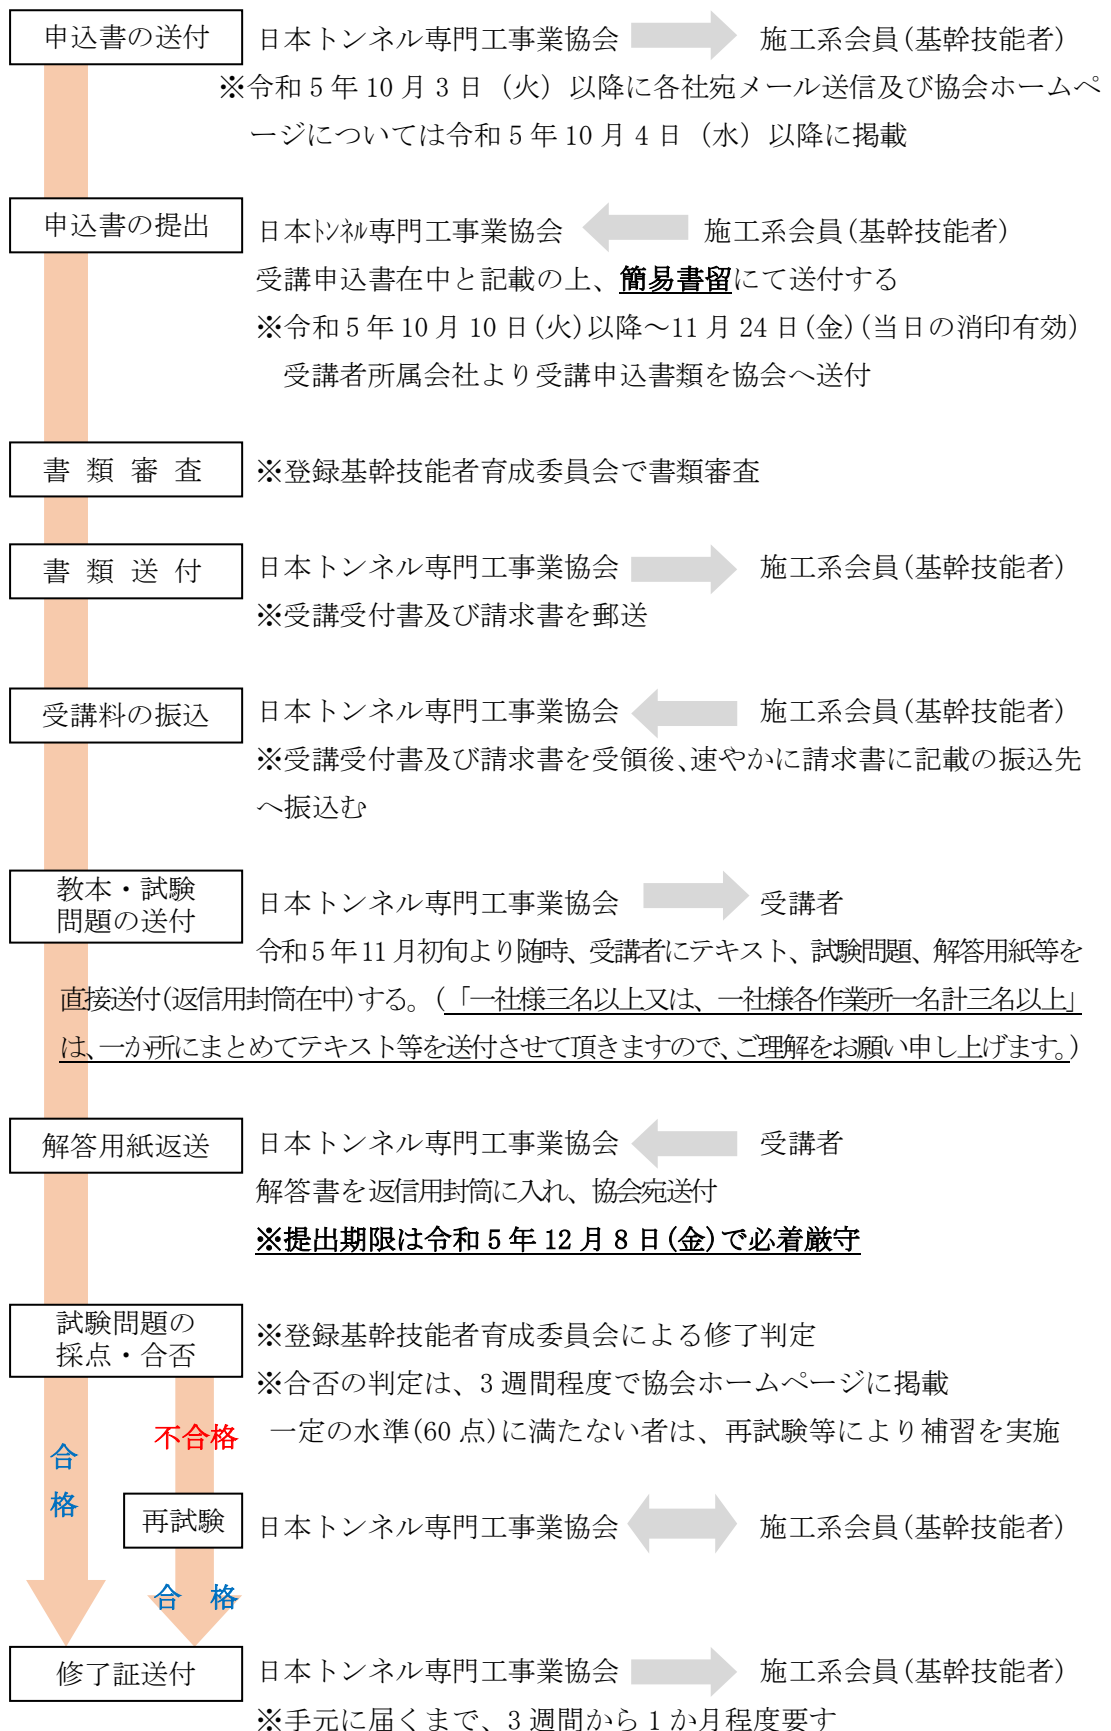 申込書の送付 日本トンネル専門工事業協会 施工系会員(基幹技能者)
※令和5年10月3日（火）以降に各社宛メール送信及び協会ホームペ
ージについては令和5年10月4日（水）以降に掲載
申込書の提出 日本ﾄﾝﾈﾙ専門工事業協会 施工系会員(基幹技能者)
受講申込書在中と記載の上、簡易書留にて送付する
※令和5年10月10日(火)以降～11月24日(金)(当日の消印有効)
受講者所属会社より受講申込書類を協会へ送付
書類審査 ※登録基幹技能者育成委員会で書類審査
書類送付 日本トンネル専門工事業協会 施工系会員(基幹技能者)
※受講受付書及び請求書を郵送
受講料の振込 日本トンネル専門工事業協会 施工系会員(基幹技能者)
※受講受付書及び請求書を受領後、速やかに請求書に記載の振込先
へ振込む
教本・試験
問題の送付 日本トンネル専門工事業協会 受講者
令和5年11月初旬より随時、受講者にテキスト、試験問題、解答用紙等を
直接送付(返信用封筒在中)する。(「一社様三名以上又は、一社様各作業所一名計三名以上」
は、一か所にまとめてテキスト等を送付させて頂きますので、ご理解をお願い申し上げます。)
解答用紙返送 日本トンネル専門工事業協会 受講者
解答書を返信用封筒に入れ、協会宛送付
※提出期限は令和5年12月8日(金)で必着厳守
試験問題の
採点・合否 ※登録基幹技能者育成委員会による修了判定
※合否の判定は、3週間程度で協会ホームページに掲載
不合格 一定の水準(60点)に満たない者は、再試験等により補習を実施
合格
再試験 日本トンネル専門工事業協会 施工系会員(基幹技能者)
合 格
修了証送付 日本トンネル専門工事業協会 施工系会員(基幹技能者)
※手元に届くまで、3週間から1か月程度要す